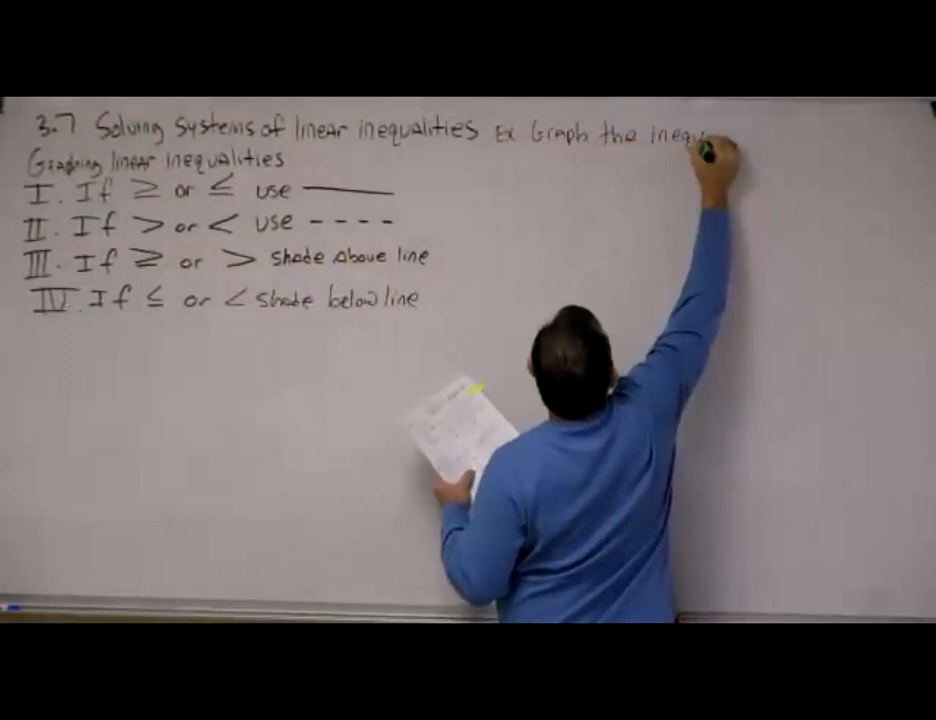 3.7 Solving systems of linear inequalities
Graphing linear inequalities
I. If ≥ or ≤ use ———
II. If > or < use - - - -
III. If ≥ or > shade Above line
IV. If ≤ or < shade below line
Ex Graph the inequ